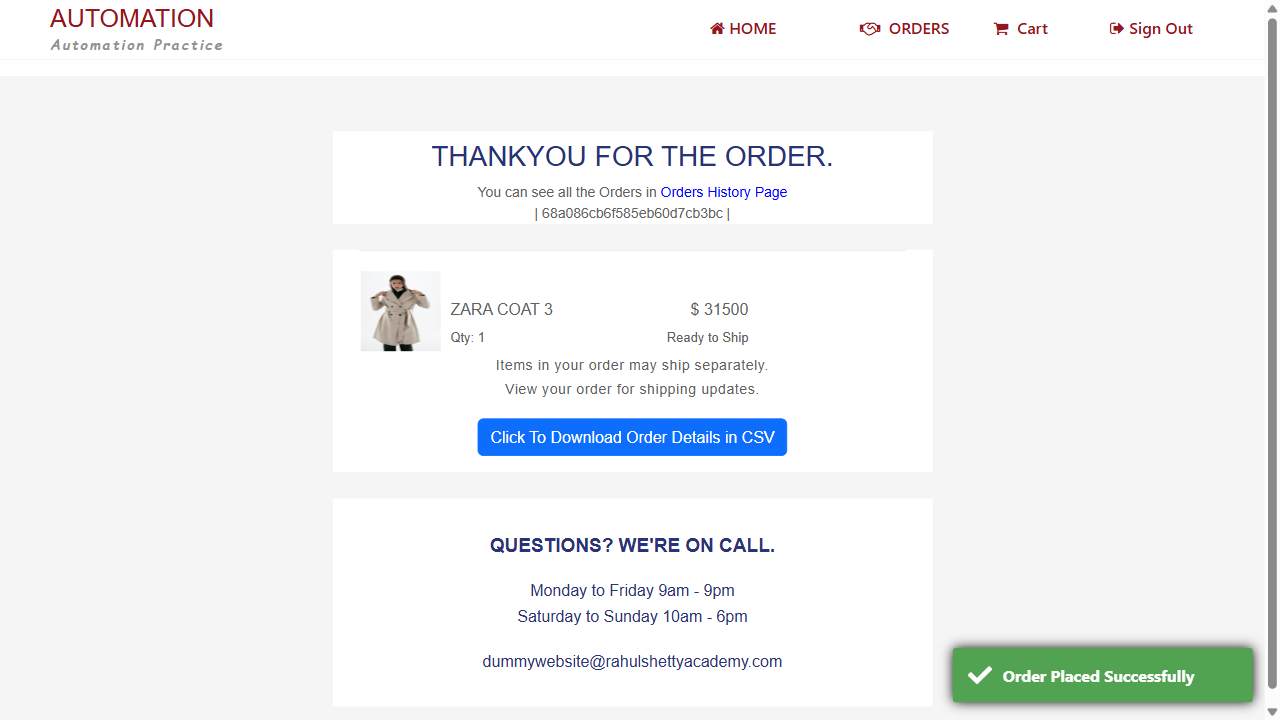 AUTOMATION
Automation Practice
HOME
ORDERS
Cart
Sign Out
THANKYOU FOR THE ORDER.
You can see all the Orders in Orders History Page
| 68a086cb6f585eb60d7cb3bc |
ZARA COAT 3
$ 31500
Qty: 1
Ready to Ship
Items in your order may ship separately.
View your order for shipping updates.
Click To Download Order Details in CSV
QUESTIONS? WE'RE ON CALL.
Monday to Friday 9am - 9pm
Saturday to Sunday 10am - 6pm
dummywebsite@rahulshettyacademy.com
Order Placed Successfully